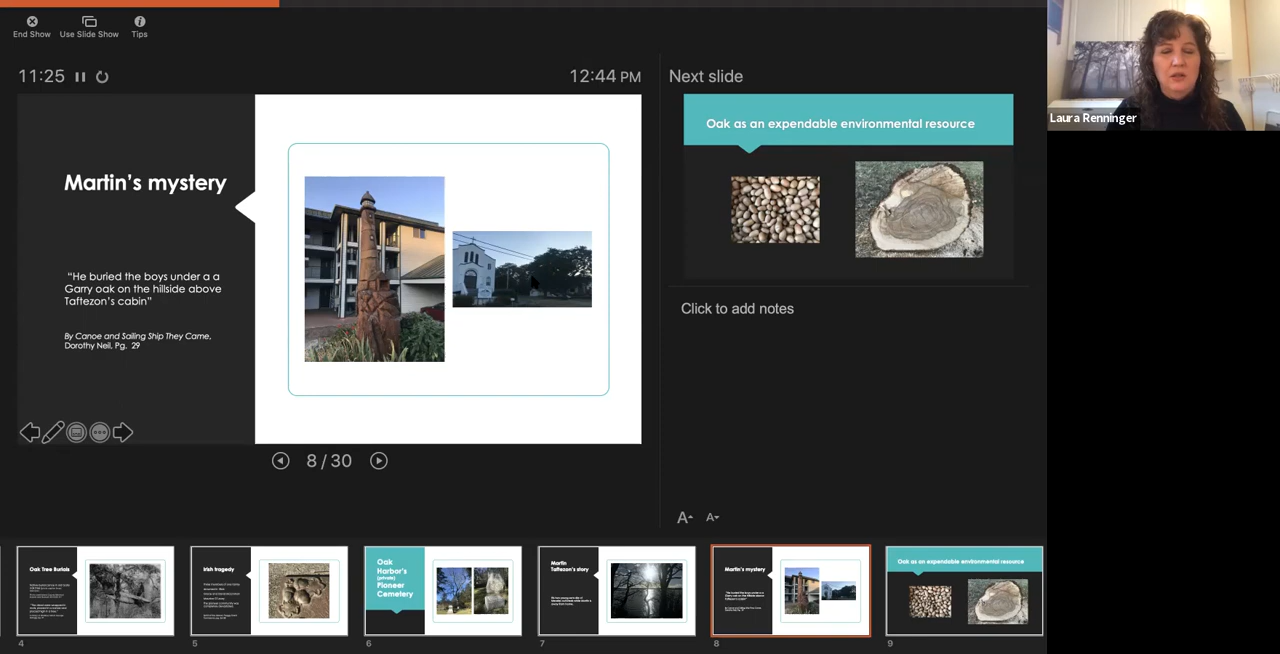 End Show
Use Slide Show
Tips
11:25
12:44 PM
Next slide
Laura Renninger
Martin's mystery
"He buried the boys under a a
Garry oak on the hillside above
Taftezon's cabin"
By Canoe and Sailing Ship They Came,
Dorothy Neil, Pg. 29
Oak as an expendable environmental resource
Click to add notes
8 / 30
A
A
Oak Tree Burials
Irish tragedy
Oak
Harbor's
(private)
Pioneer
Cemetery
Martin
Taftezon's story
Martin's mystery
Oak as an expendable environmental resource
4
5
6
7
8
9